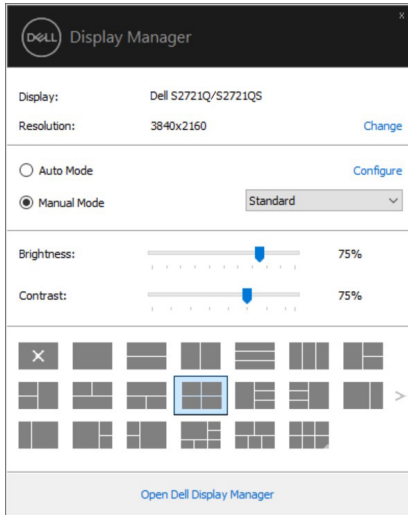 x
DELL Display Manager
Display: Dell S2721Q/S2721QS
Resolution: 3840x2160 Change
Auto Mode Configure
Manual Mode Standard
Brightness: 75%
Contrast: 75%
Open Dell Display Manager